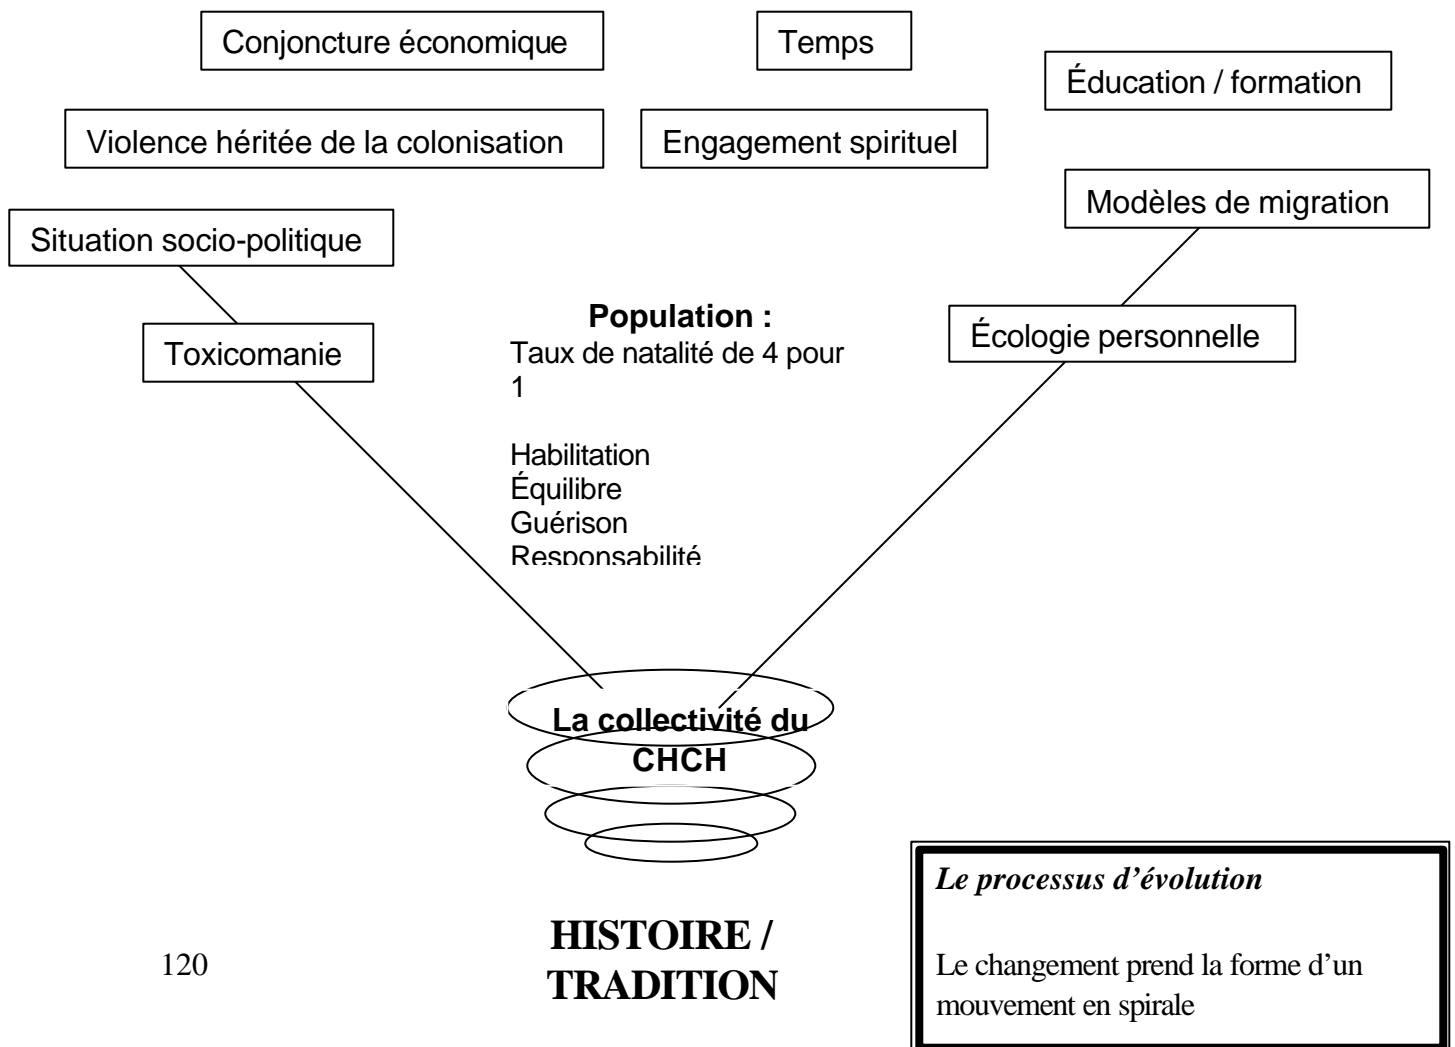 Conjoncture économique
Temps
Éducation / formation
Violence héritée de la colonisation
Engagement spirituel
Modèles de migration
Situation socio-politique
Population :
Toxicomanie
Taux de natalité de 4 pour
1
Écologie personnelle
Habilitation
Équilibre
Guérison
Responsabilité
La collectivité du
CHCH
HISTOIRE /
TRADITION
120
Le processus d'évolution
Le changement prend la forme d'un
mouvement en spirale